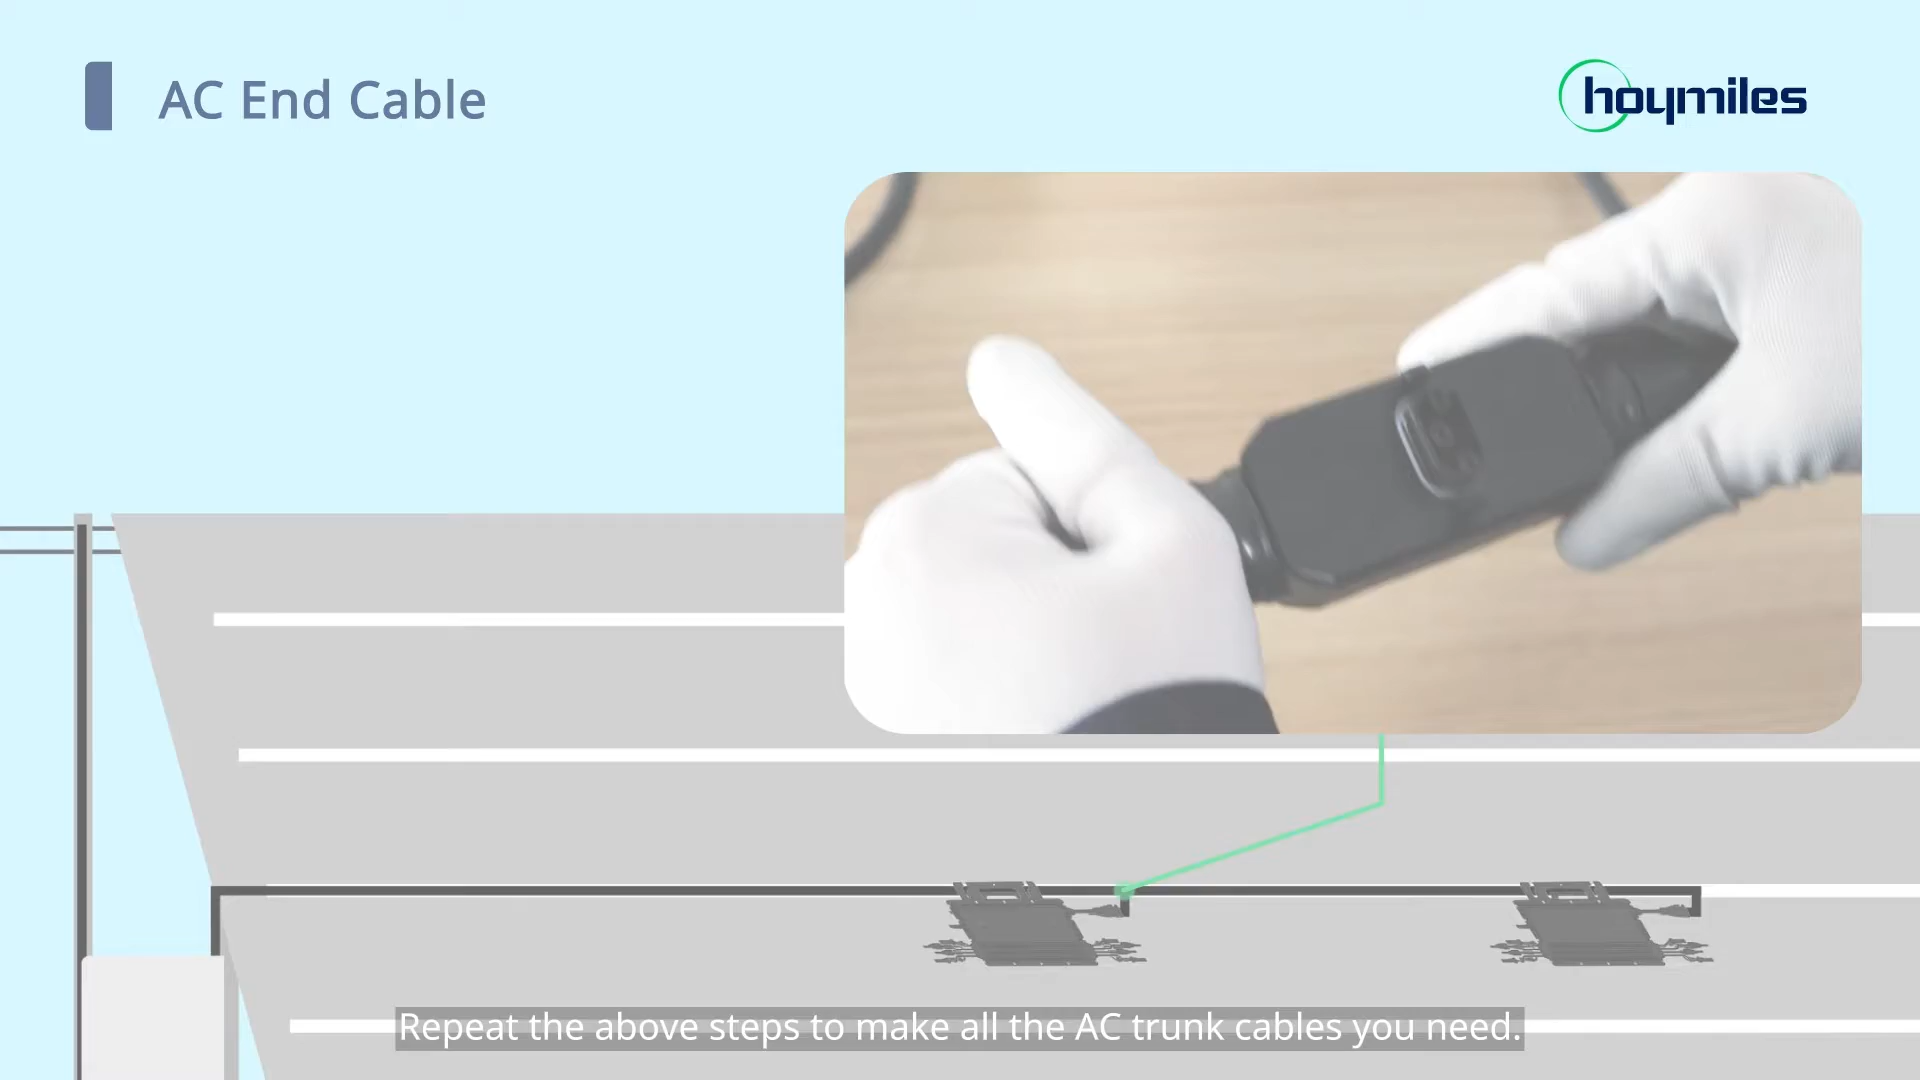 AC End Cable
hoymiles
Repeat the above steps to make all the AC trunk cables you need.